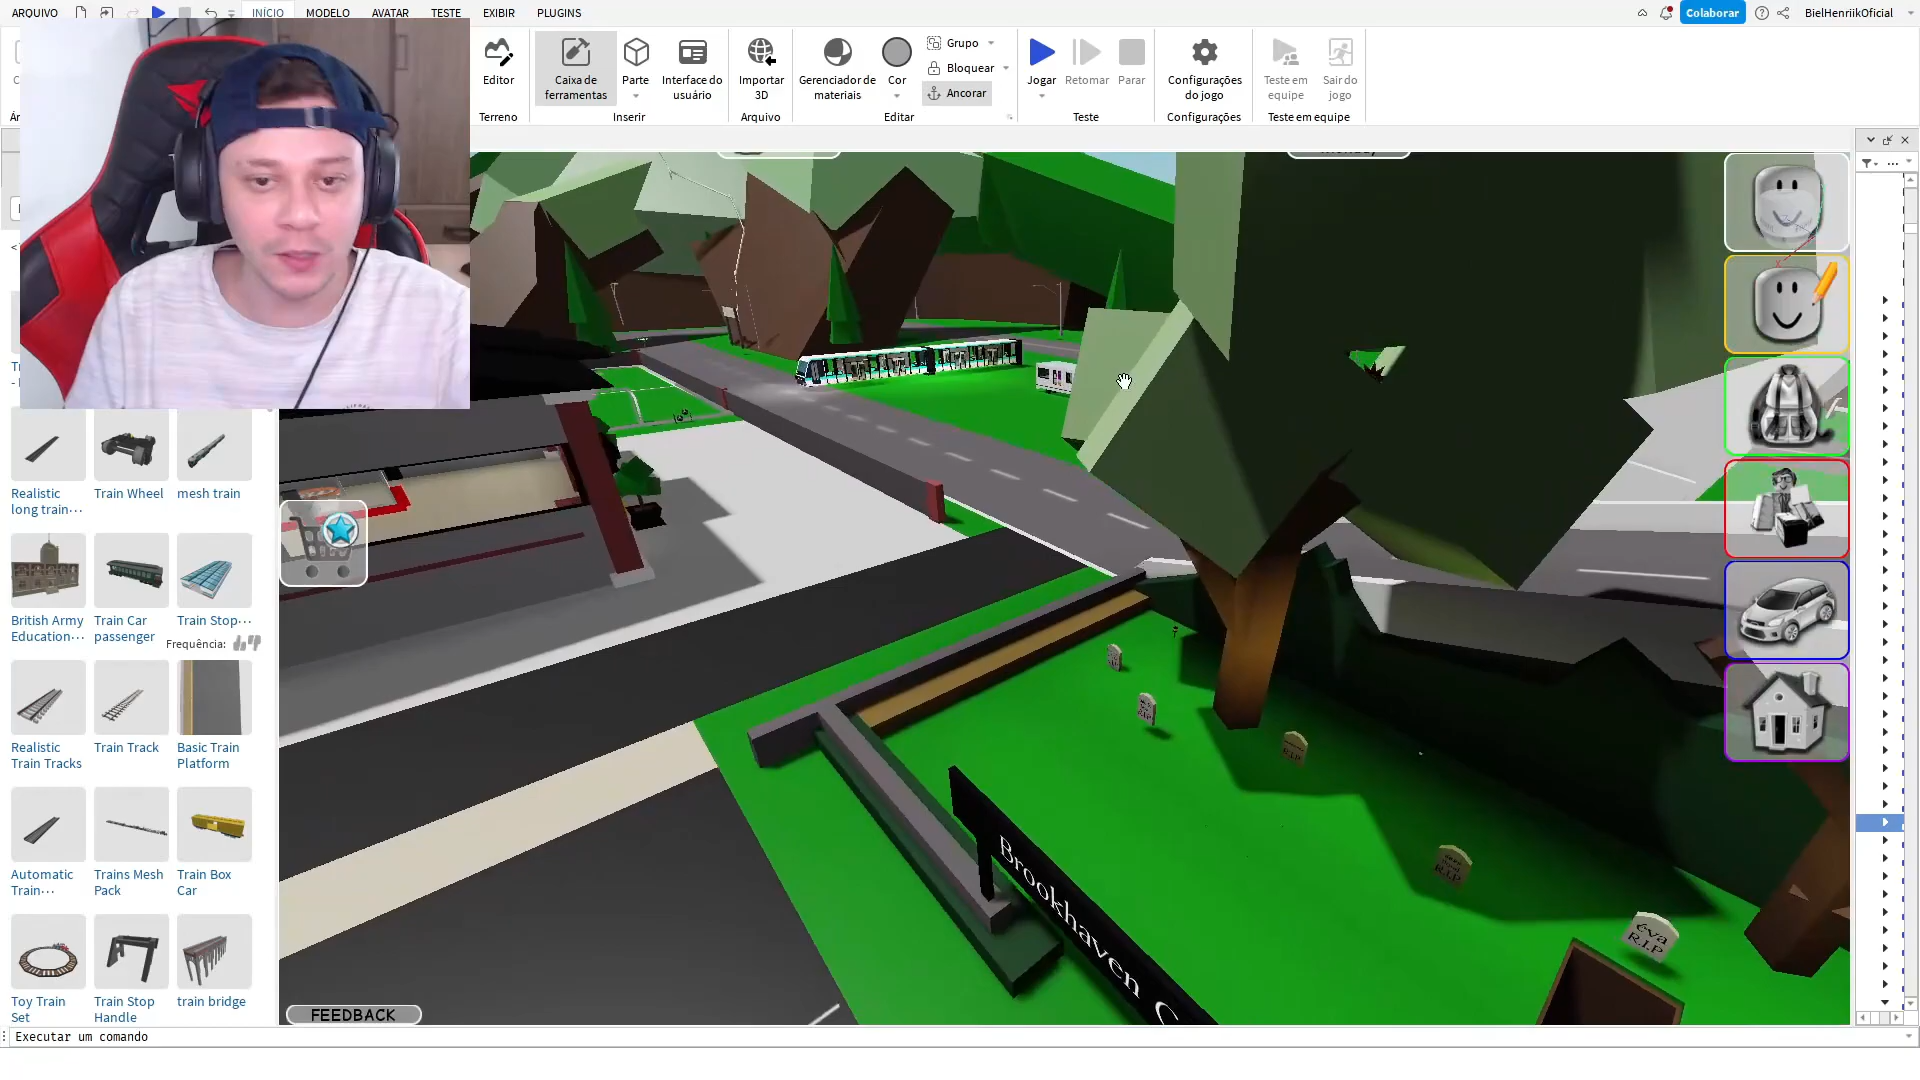 ARQUIVO
INÍCIO
MODELO
AVATAR
TESTE
EXIBIR
PLUGINS
Colaborar
BielHenriikOficial
Editor
Caixa de
ferramentas
Parte
Interface do
usuário
Importar
3D
Gerenciador de
materiais
Cor
Grupo
Bloquear
Ancorar
Jogar
Retomar
Parar
Configurações
do jogo
Teste em
equipe
Sair do
jogo
Terreno
Inserir
Arquivo
Editar
Teste
Configurações
Teste em equipe
Realistic
long train···
Train Wheel
mesh train
British Army
Education···
Train Car
passenger
Train Stop···
Frequência:
Realistic
Train Tracks
Train Track
Basic Train
Platform
Automatic
Train···
Trains Mesh
Pack
Train Box
Car
Toy Train
Set
Train Stop
Handle
train bridge
Brookhaven C
éva
R.I.P
R.I.P
FEEDBACK
Executar um comando